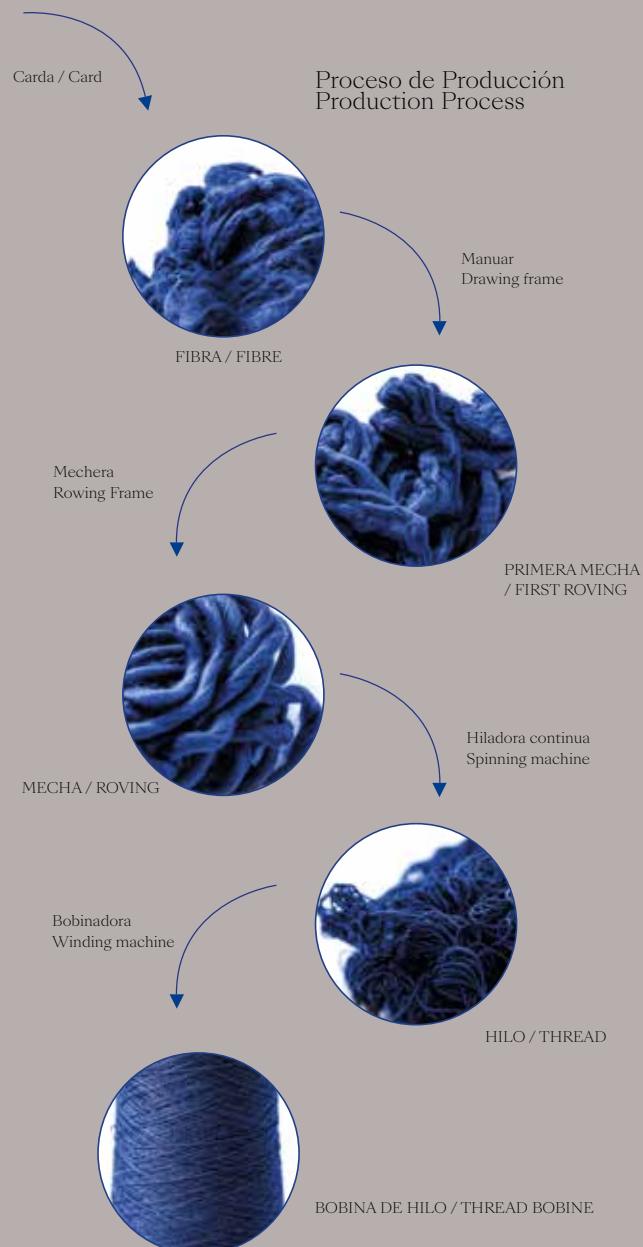 Carda / Card
Proceso de Producción
Production Process
Manuar
Drawing frame
FIBRA / FIBRE
Mechera
Rowing Frame
PRIMERA MECHA
/ FIRST ROVING
Hiladora continua
Spinning machine
MECHA / ROVING
Bobinadora
Winding machine
HILO / THREAD
BOBINA DE HILO / THREAD BOBINE